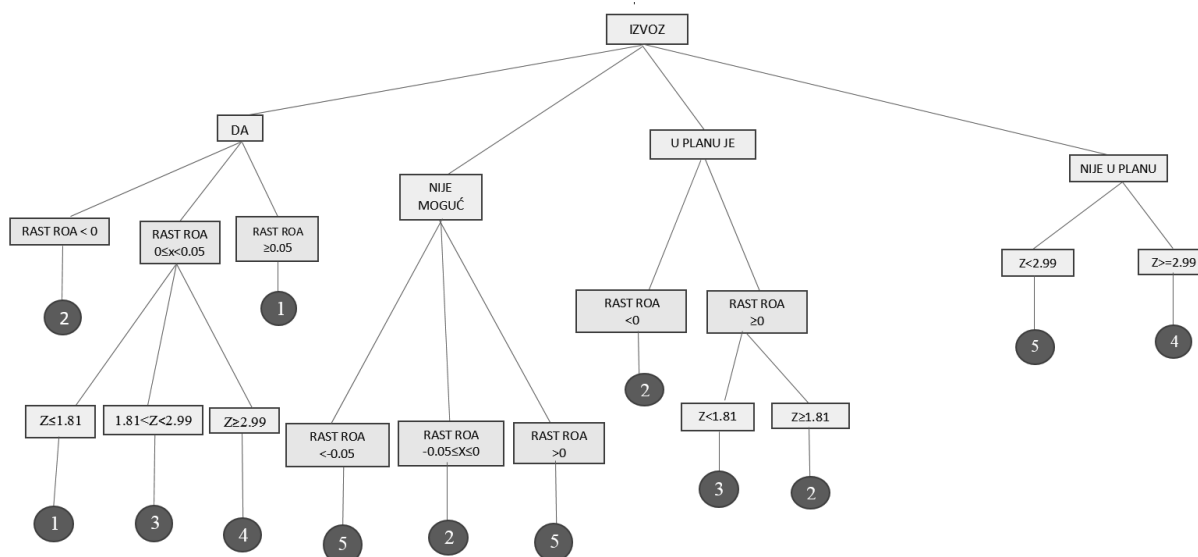 IZVOZ
DA
U PLANU JE
NIJE U PLANU
NIJE
MOGUĆ
RAST ROA < 0
RAST ROA
0≤x<0.05
RAST ROA
≥0.05
Z<2.99
Z>=2.99
2
1
RAST ROA
<0
RAST ROA
≥0
5
4
2
Z≤1.81
1.81<Z<2.99
Z≥2.99
RAST ROA
<-0.05
RAST ROA
-0.05≤X≤0
RAST ROA
>0
Z<1.81
Z≥1.81
1
3
4
5
2
5
3
2